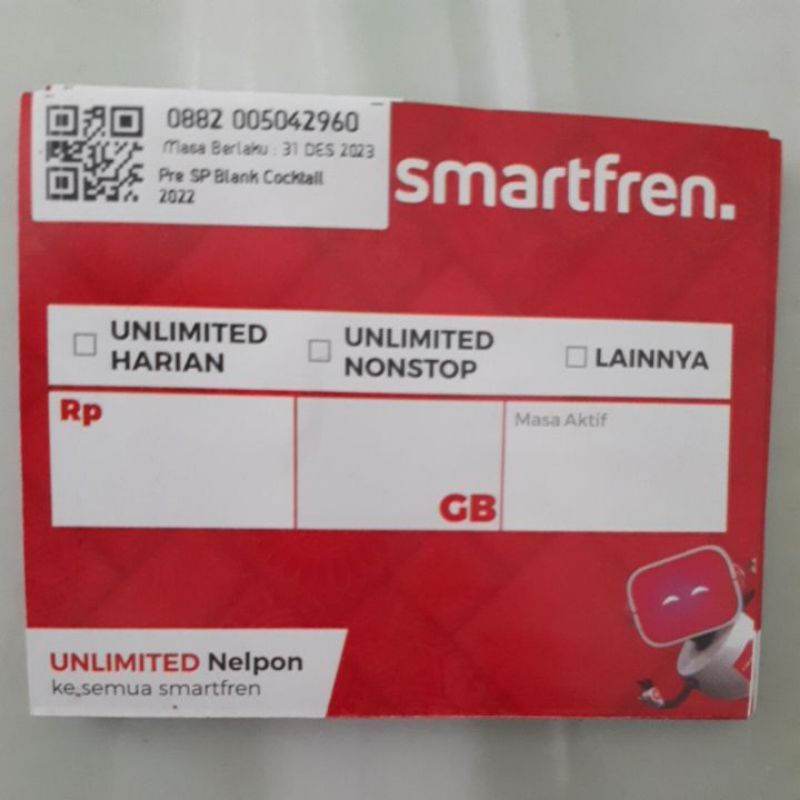 0882 005042960
Masa Berlaku : 31 DES 2023
Pre SP Blank Cocktail
2022
smartfren.
UNLIMITED
HARIAN
UNLIMITED
NONSTOP
LAINNYA
Rp
GB
Masa Aktif
UNLIMITED Nelpon
ke semua smartfren